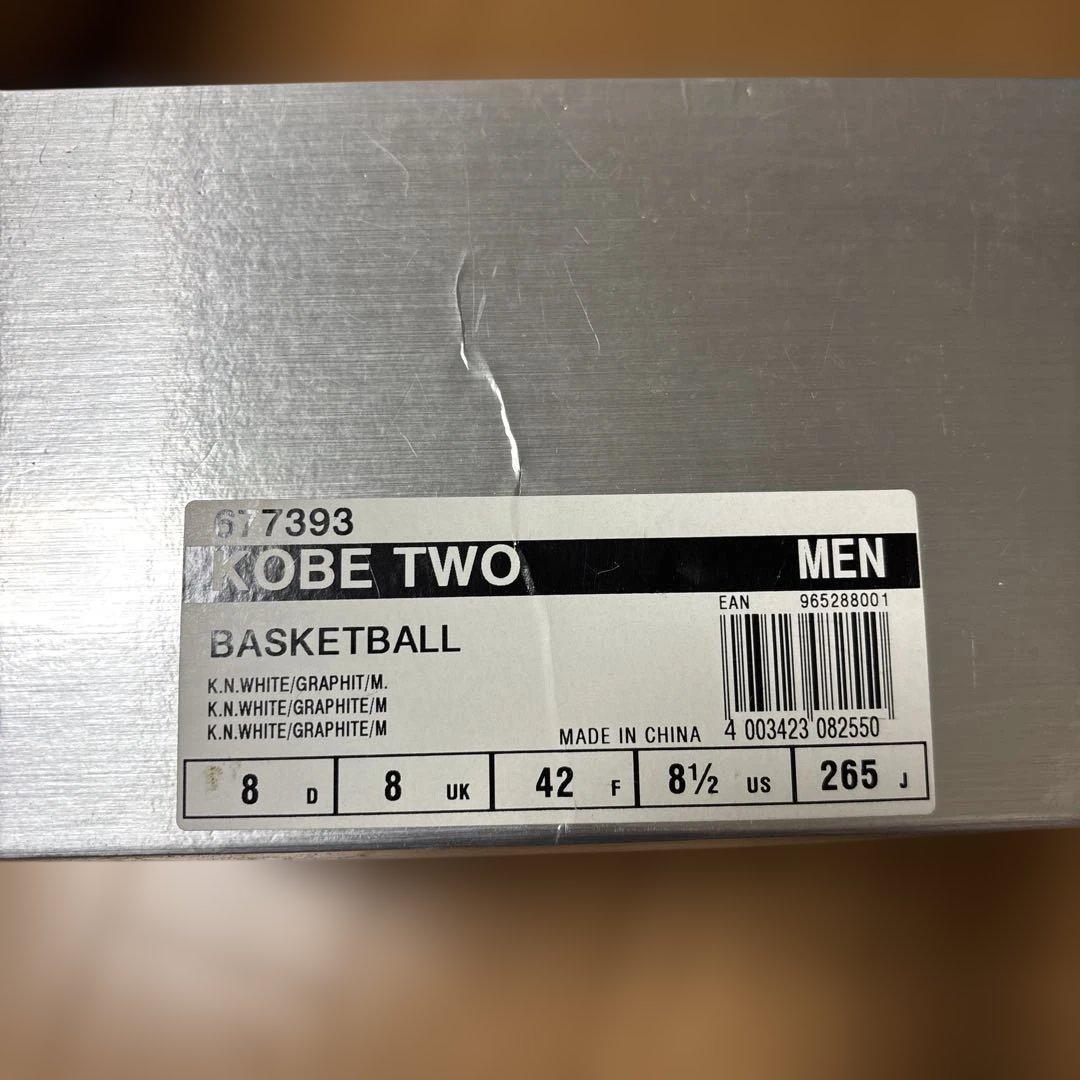 677393
KOBE TWO MEN
EAN 965288001
BASKETBALL
K.N.WHITE/GRAPHIT/M.
K.N.WHITE/GRAPHITE/M
K.N.WHITE/GRAPHITE/M
MADE IN CHINA 4 003423 082550
8 D 8 UK 42 F 8½ US 265 J